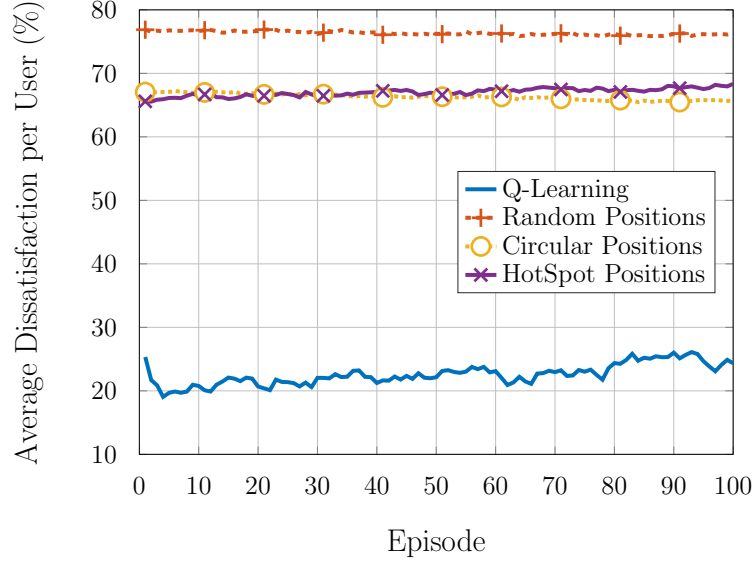 Average Dissatisfaction per User (%)
80
70
60
50
40
30
20
10
Q-Learning
Random Positions
Circular Positions
HotSpot Positions
0 10 20 30 40 50 60 70 80 90 100
Episode